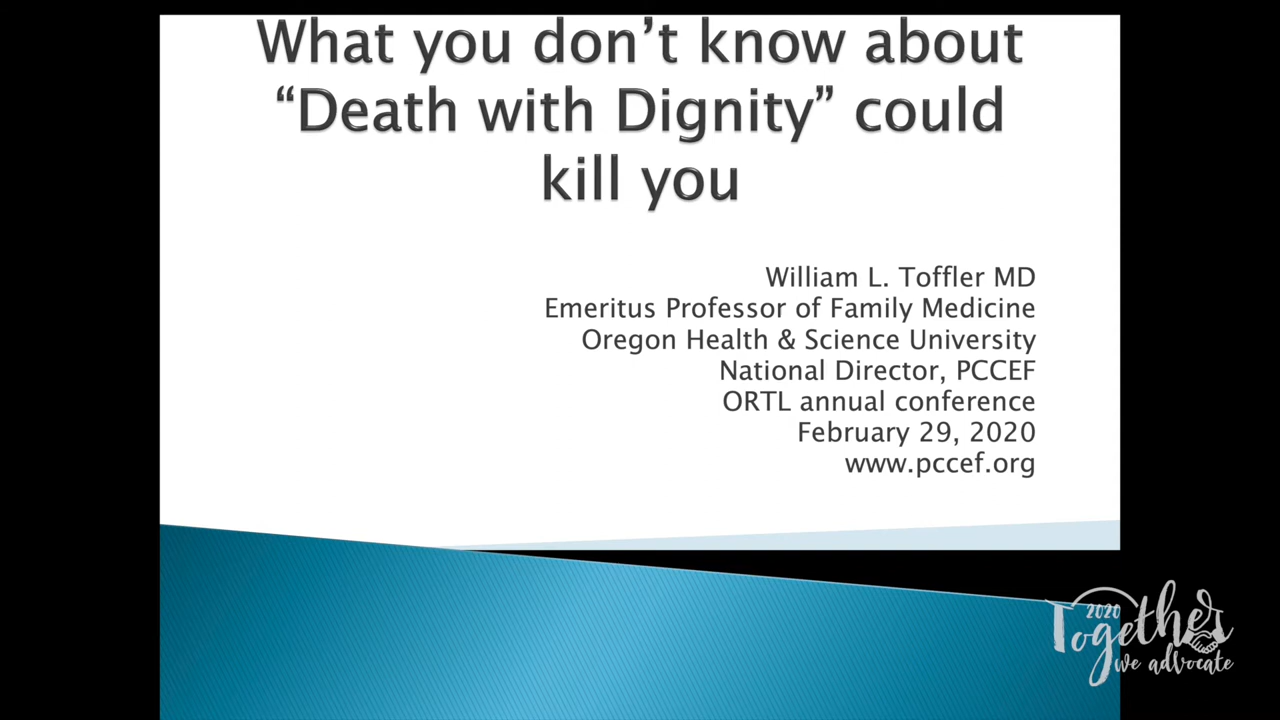 What you don’t know about
“Death with Dignity” could
kill you
William L. Toffler MD
Emeritus Professor of Family Medicine
Oregon Health & Science University
National Director, PCCEF
ORTL annual conference
February 29, 2020
www.pccef.org
2020
Together
we advocate